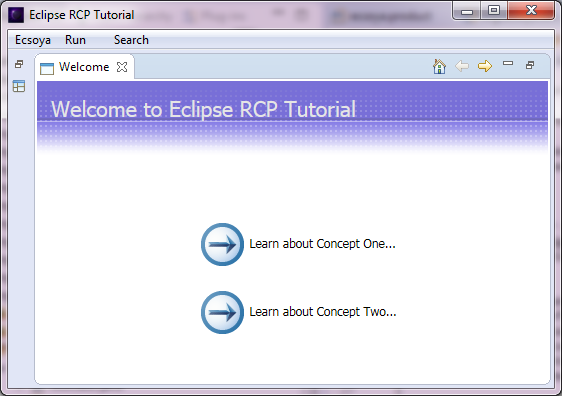 Eclipse RCP Tutorial
Ecsoya Run Search
Welcome
Welcome to Eclipse RCP Tutorial
Learn about Concept One...
Learn about Concept Two...